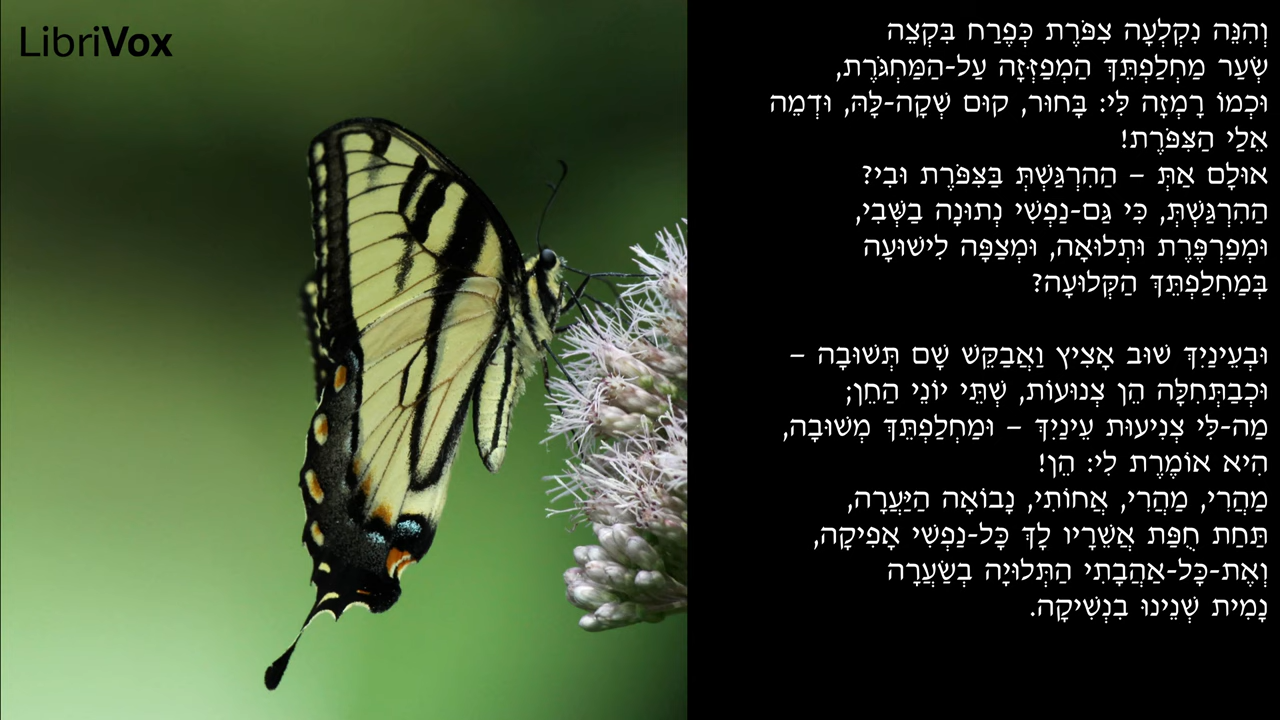 LibriVox
וְהִנֵּה נִקְלְעָה צִפֹּרֶת כְּפֶרַח בִּקְצֵה
שְׂעַר מַחְלַפְתֵּךְ הַמְפַזְּזָה עַל-הַמַּחְגֹּרֶת,
וּכְמוֹ רָמְזָה לִּי: בָּחוּר, קוּם שְׁקָה-לָּהּ, וּדְמֵה
אֵלַי הַצִּפֹּרֶת!
אוּלָם אַתְּ – הַהִרְגַּשְׁתְּ בַּצִּפֹּרֶת וּבִי?
הַהִרְגַּשְׁתְּ, כִּי גַּם-נַפְשִׁי נְתוּנָה בַשְּׁבִי,
וּמְפַרְפֶּרֶת וּתְלוּאָה, וּמְצַפָּה לִישׁוּעָה
בְּמַחְלַפְתֵּךְ הַקְּלוּעָה?
וּבְעֵינַיִךְ שׁוּב אָצִיץ וַאֲבַקֵּשׁ שָׁם תְּשׁוּבָה –
וּכְבַתְּחִלָּה הֵן צְנוּעוֹת, שְׁתֵּי יוֹנֵי הַחֵן;
מַה-לִּי צְנִיעוּת עֵינַיִךְ – וּמַחְלַפְתֵּךְ מְשׁוּבָה,
הִיא אוֹמֶרֶת לִי: הֵן!
מַהֲרִי, מַהֲרִי, אֲחוֹתִי, נָבוֹאָה הַיַּעֲרָה,
תַּחַת חֻפַּת אֲשֵׁרָיו לָךְ כָּל-נַפְשִׁי אָפִיקָה,
וְאֶת-כָּל-אַהֲבָתִי הַתְּלוּיָה בְשַׂעֲרָה
נָמִית שְׁנֵינוּ בִנְשִׁיקָה.